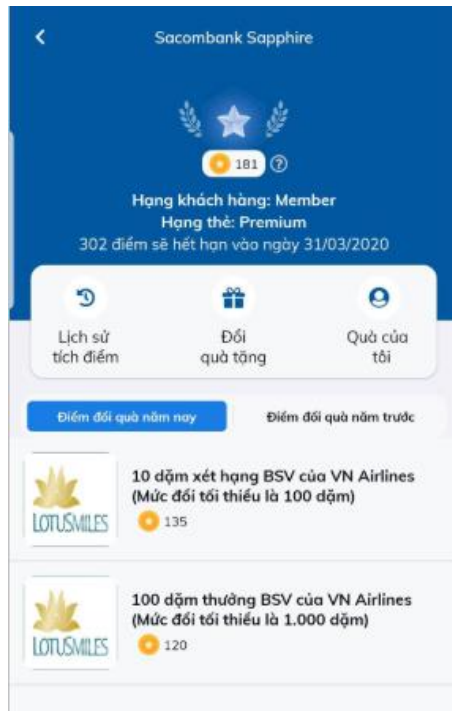 Sacombank Sapphire
181
Hạng khách hàng: Member
Hạng thẻ: Premium
302 điểm sẽ hết hạn vào ngày 31/03/2020
Lịch sử
tích điểm
Đổi
quà tặng
Quà của
tôi
Điểm đổi quà năm nay
Điểm đổi quà năm trước
10 dặm xét hạng BSV của VN Airlines
(Mức đổi tối thiểu là 100 dặm)
LOTUSMILES
135
100 dặm thưởng BSV của VN Airlines
(Mức đổi tối thiểu là 1.000 dặm)
LOTUSMILES
120